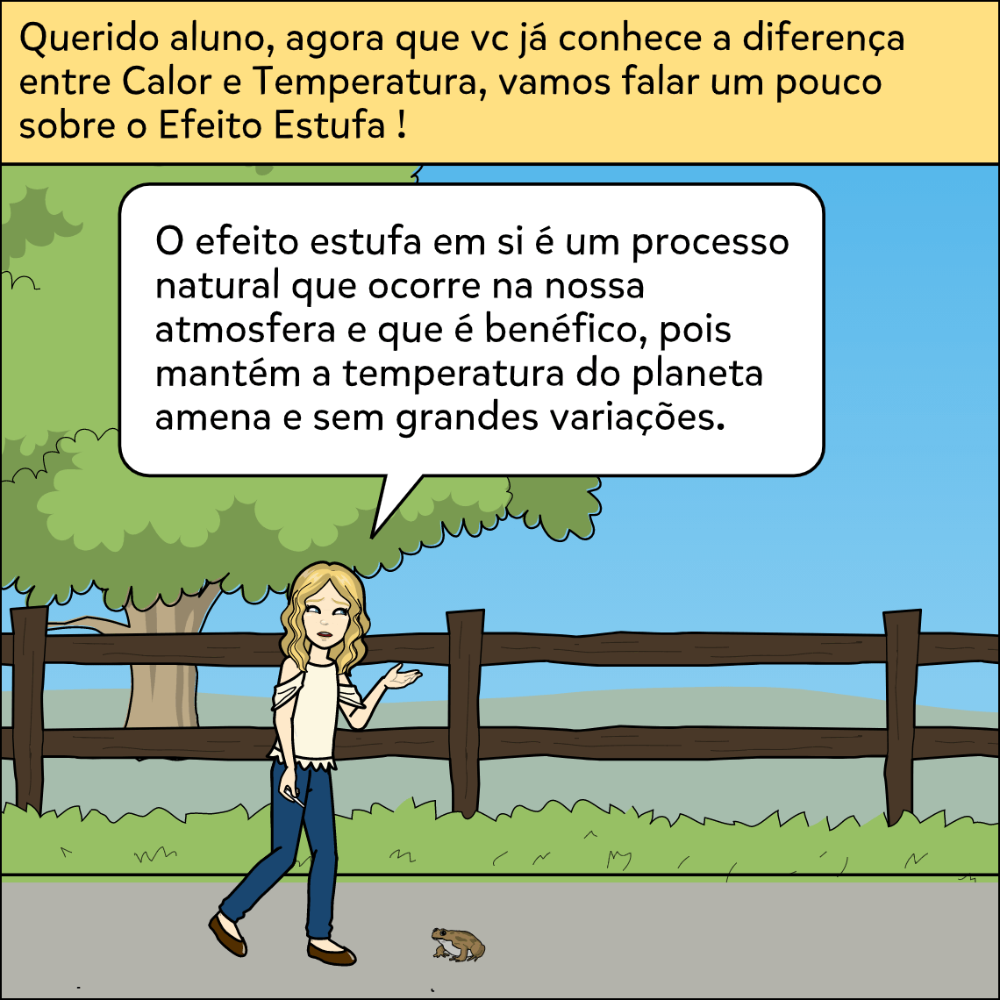 Querido aluno, agora que vc já conhece a diferença
entre Calor e Temperatura, vamos falar um pouco
sobre o Efeito Estufa !
O efeito estufa em si é um processo
natural que ocorre na nossa
atmosfera e que é benéfico, pois
mantém a temperatura do planeta
amena e sem grandes variações.